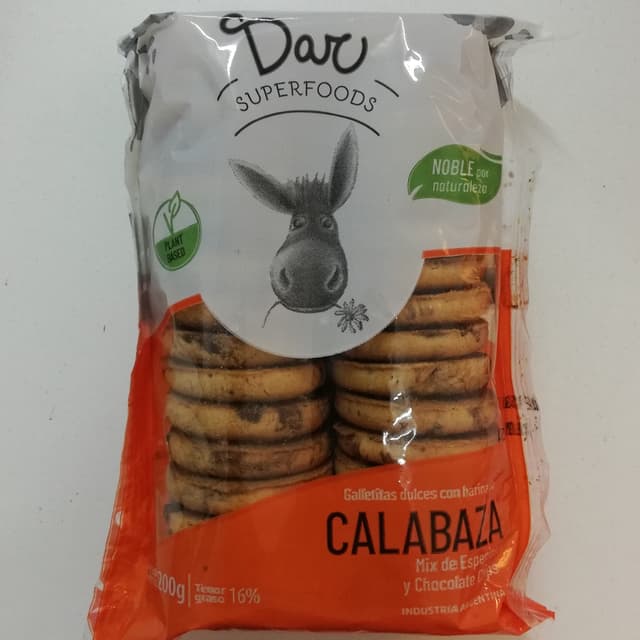 Dar
SUPERFOODS
NOBLE por
naturaleza
PLANT
BASED
Galletitas dulces con harina
CALABAZA
Mix de
y Chocolate
INDUSTRIA ARGENTINA
200g
Tenor
graso 16%